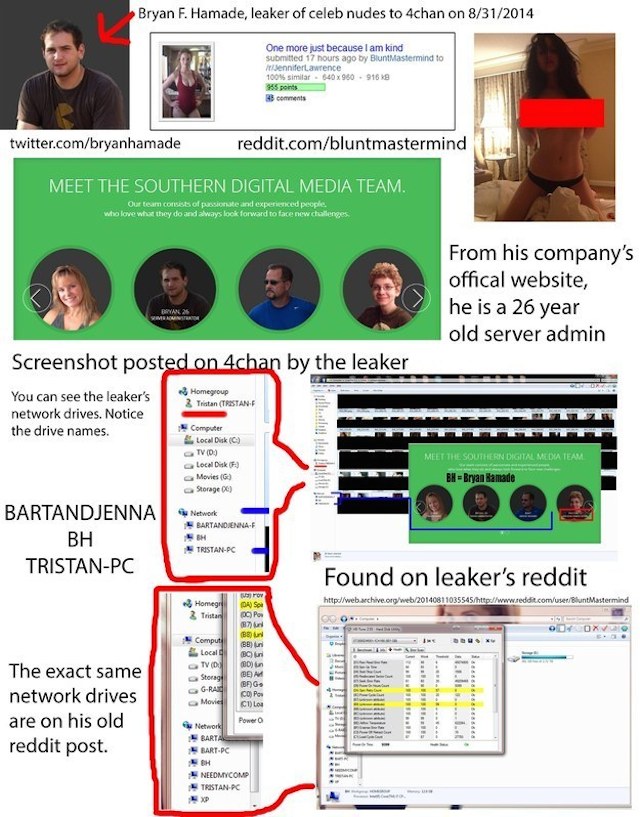 Bryan F. Hamade, leaker of celeb nudes to 4chan on 8/31/2014
One more just because I am kind
submitted 17 hours ago by BluntMastermind to
/r/JenniferLawrence
100% similar - 640 x 960 - 916 kB
955 points
comments
twitter.com/bryanhamade
reddit.com/bluntmastermind
MEET THE SOUTHERN DIGITAL MEDIA TEAM.
Our team consists of passionate and experienced people,
who love what they do and always look forward to face new challenges.
BRYAN, 26
SERVER ADMINISTRATOR
From his company's
offical website,
he is a 26 year
old server admin
Screenshot posted on 4chan by the leaker
You can see the leaker's
network drives. Notice
the drive names.
BARTANDJENNA
BH
TRISTAN-PC
Homegroup
Tristan (TRISTAN-P
Computer
Local Disk (C:)
TV (D:)
Local Disk (F:)
Movies (G:)
Storage (X:)
Network
BARTANDJENNA-P
BH
TRISTAN-PC
MEET THE SOUTHERN DIGITAL MEDIA TEAM.
BH = Bryan Hamade
Found on leaker's reddit
http://web.archive.org/web/20140811035545/http://www.reddit.com/user/BluntMastermind
The exact same
network drives
are on his old
reddit post.
Homegr
Tristan
Comput
Local D
TV (D:)
Storage
G-RAID
Movies
Network
BARTA
BART-PC
BH
NEEDMYCOMP
TRISTAN-PC
XP
Power O